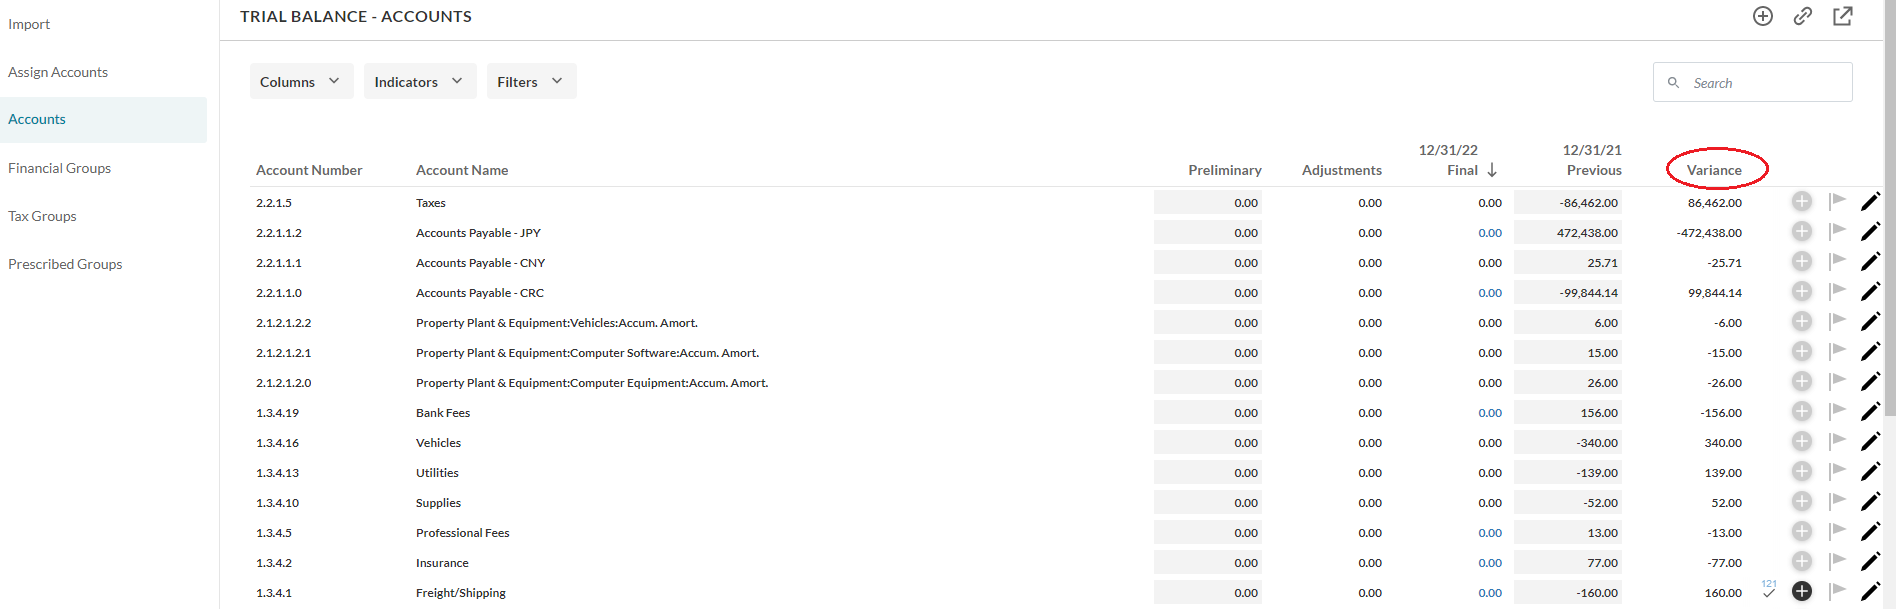 TRIAL BALANCE - ACCOUNTS
Import
Assign Accounts
Accounts
Financial Groups
Tax Groups
Prescribed Groups
Columns Indicators Filters Search
12/31/22 12/31/21
Account Number Account Name Preliminary Adjustments Final ↓ Previous Variance
2.2.1.5 Taxes 0.00 0.00 0.00 -86,462.00 86,462.00
2.2.1.1.2 Accounts Payable - JPY 0.00 0.00 0.00 472,438.00 -472,438.00
2.2.1.1.1 Accounts Payable - CNY 0.00 0.00 0.00 25.71 -25.71
2.2.1.1.0 Accounts Payable - CRC 0.00 0.00 0.00 -99,844.14 99,844.14
2.1.2.1.2.2 Property Plant & Equipment:Vehicles:Accum. Amort. 0.00 0.00 0.00 6.00 -6.00
2.1.2.1.2.1 Property Plant & Equipment:Computer Software:Accum. Amort. 0.00 0.00 0.00 15.00 -15.00
2.1.2.1.2.0 Property Plant & Equipment:Computer Equipment:Accum. Amort. 0.00 0.00 0.00 26.00 -26.00
1.3.4.19 Bank Fees 0.00 0.00 0.00 156.00 -156.00
1.3.4.16 Vehicles 0.00 0.00 0.00 -340.00 340.00
1.3.4.13 Utilities 0.00 0.00 0.00 -139.00 139.00
1.3.4.10 Supplies 0.00 0.00 0.00 -52.00 52.00
1.3.4.5 Professional Fees 0.00 0.00 0.00 13.00 -13.00
1.3.4.2 Insurance 0.00 0.00 0.00 77.00 -77.00
1.3.4.1 Freight/Shipping 0.00 0.00 0.00 -160.00 160.00 121